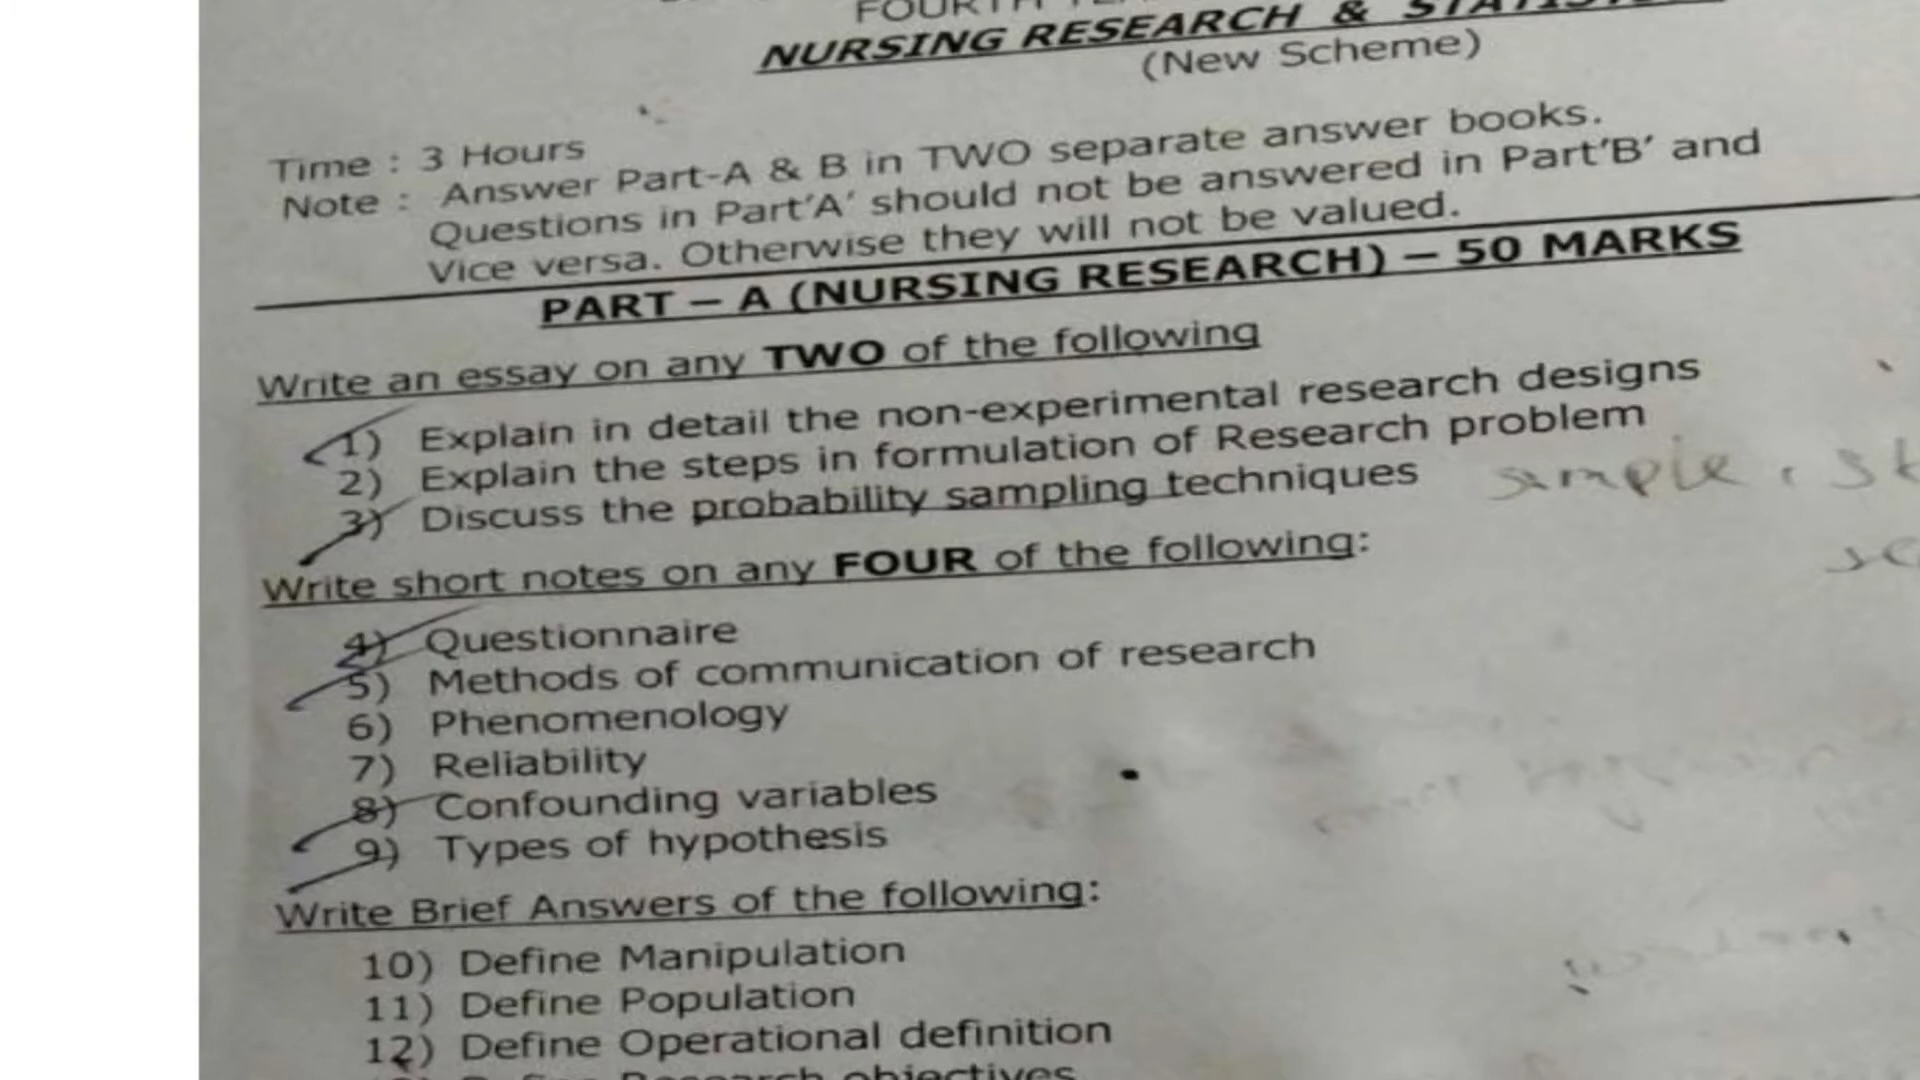 FOURTH
NURSING RESEARCH &
(New Scheme)
Time : 3 Hours
Note : Answer Part-A & B in TWO separate answer books.
Questions in Part'A' should not be answered in Part'B' and
Vice versa. Otherwise they will not be valued.
PART – A (NURSING RESEARCH) – 50 MARKS
Write an essay on any TWO of the following
1) Explain in detail the non-experimental research designs
2) Explain the steps in formulation of Research problem
3) Discuss the probability sampling techniques
sample, st
Write short notes on any FOUR of the following:
4) Questionnaire
5) Methods of communication of research
6) Phenomenology
7) Reliability
8) Confounding variables
9) Types of hypothesis
Write Brief Answers of the following:
10) Define Manipulation
11) Define Population
12) Define Operational definition
Define Research objectives